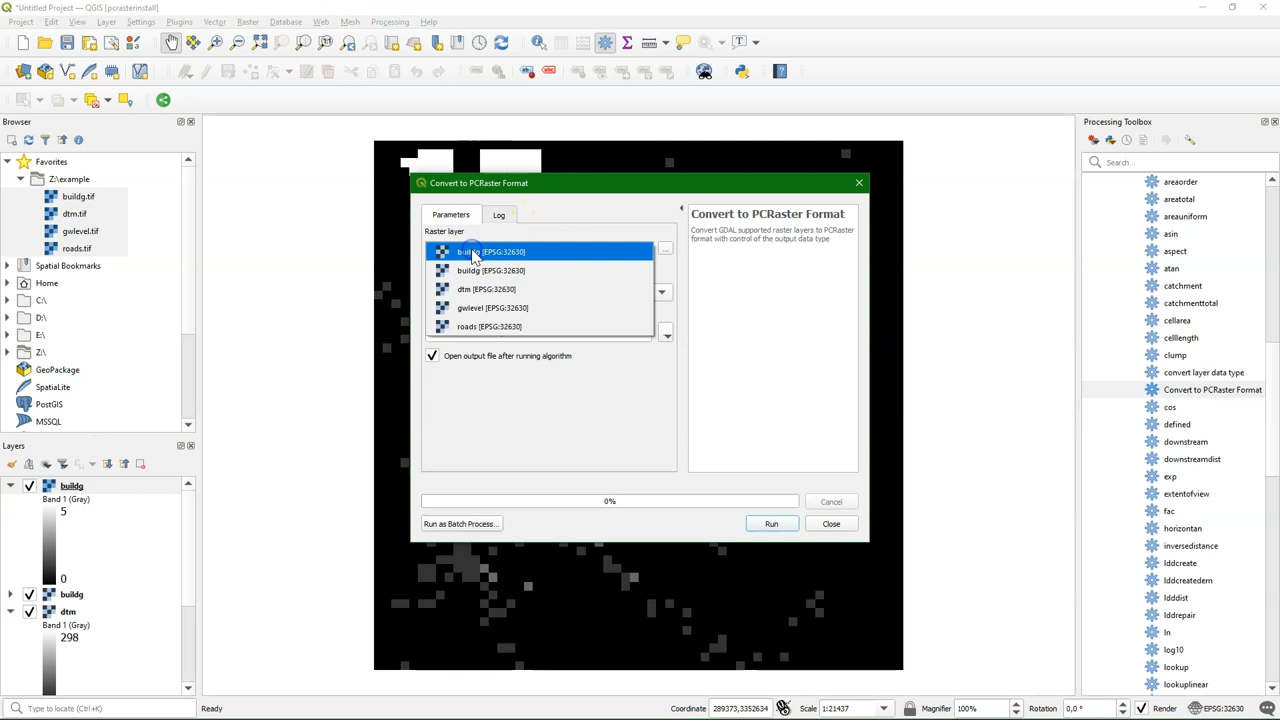 *Untitled Project — QGIS [pcrasterinstall]
Project Edit View Layer Settings Plugins Vector Raster Database Web Mesh Processing Help
Browser
Favorites
Z:\example
buildg.tif
dtm.tif
gwlevel.tif
roads.tif
Spatial Bookmarks
Home
C:\
D:\
E:\
Z:\
GeoPackage
SpatiaLite
PostGIS
MSSQL
Layers
buildg
Band 1 (Gray)
5
0
buildg
dtm
Band 1 (Gray)
298
Convert to PCRaster Format
Parameters Log
Raster layer
[EPSG:32630]
buildg [EPSG:32630]
dtm [EPSG:32630]
gwlevel [EPSG:32630]
roads [EPSG:32630]
Open output file after running algorithm
Convert to PCRaster Format
Convert GDAL supported raster layers to PCRaster
format with control of the output data type
0%
Cancel
Run as Batch Process...
Run
Close
Processing Toolbox
Search...
areaorder
areatotal
areauniform
asin
aspect
atan
catchment
catchmenttotal
cellarea
celllength
clump
convert layer data type
Convert to PCRaster Format
cos
defined
downstream
downstreamdist
exp
extentofview
fac
horizontan
inversedistance
lddcreate
lddcreatedem
ldddist
lddrepair
ln
log10
lookup
lookuplinear
Type to locate (Ctrl+K)
Ready
Coordinate 289373,3352634
Scale 1:21437
Magnifier 100%
Rotation 0,0 °
Render
EPSG:32630